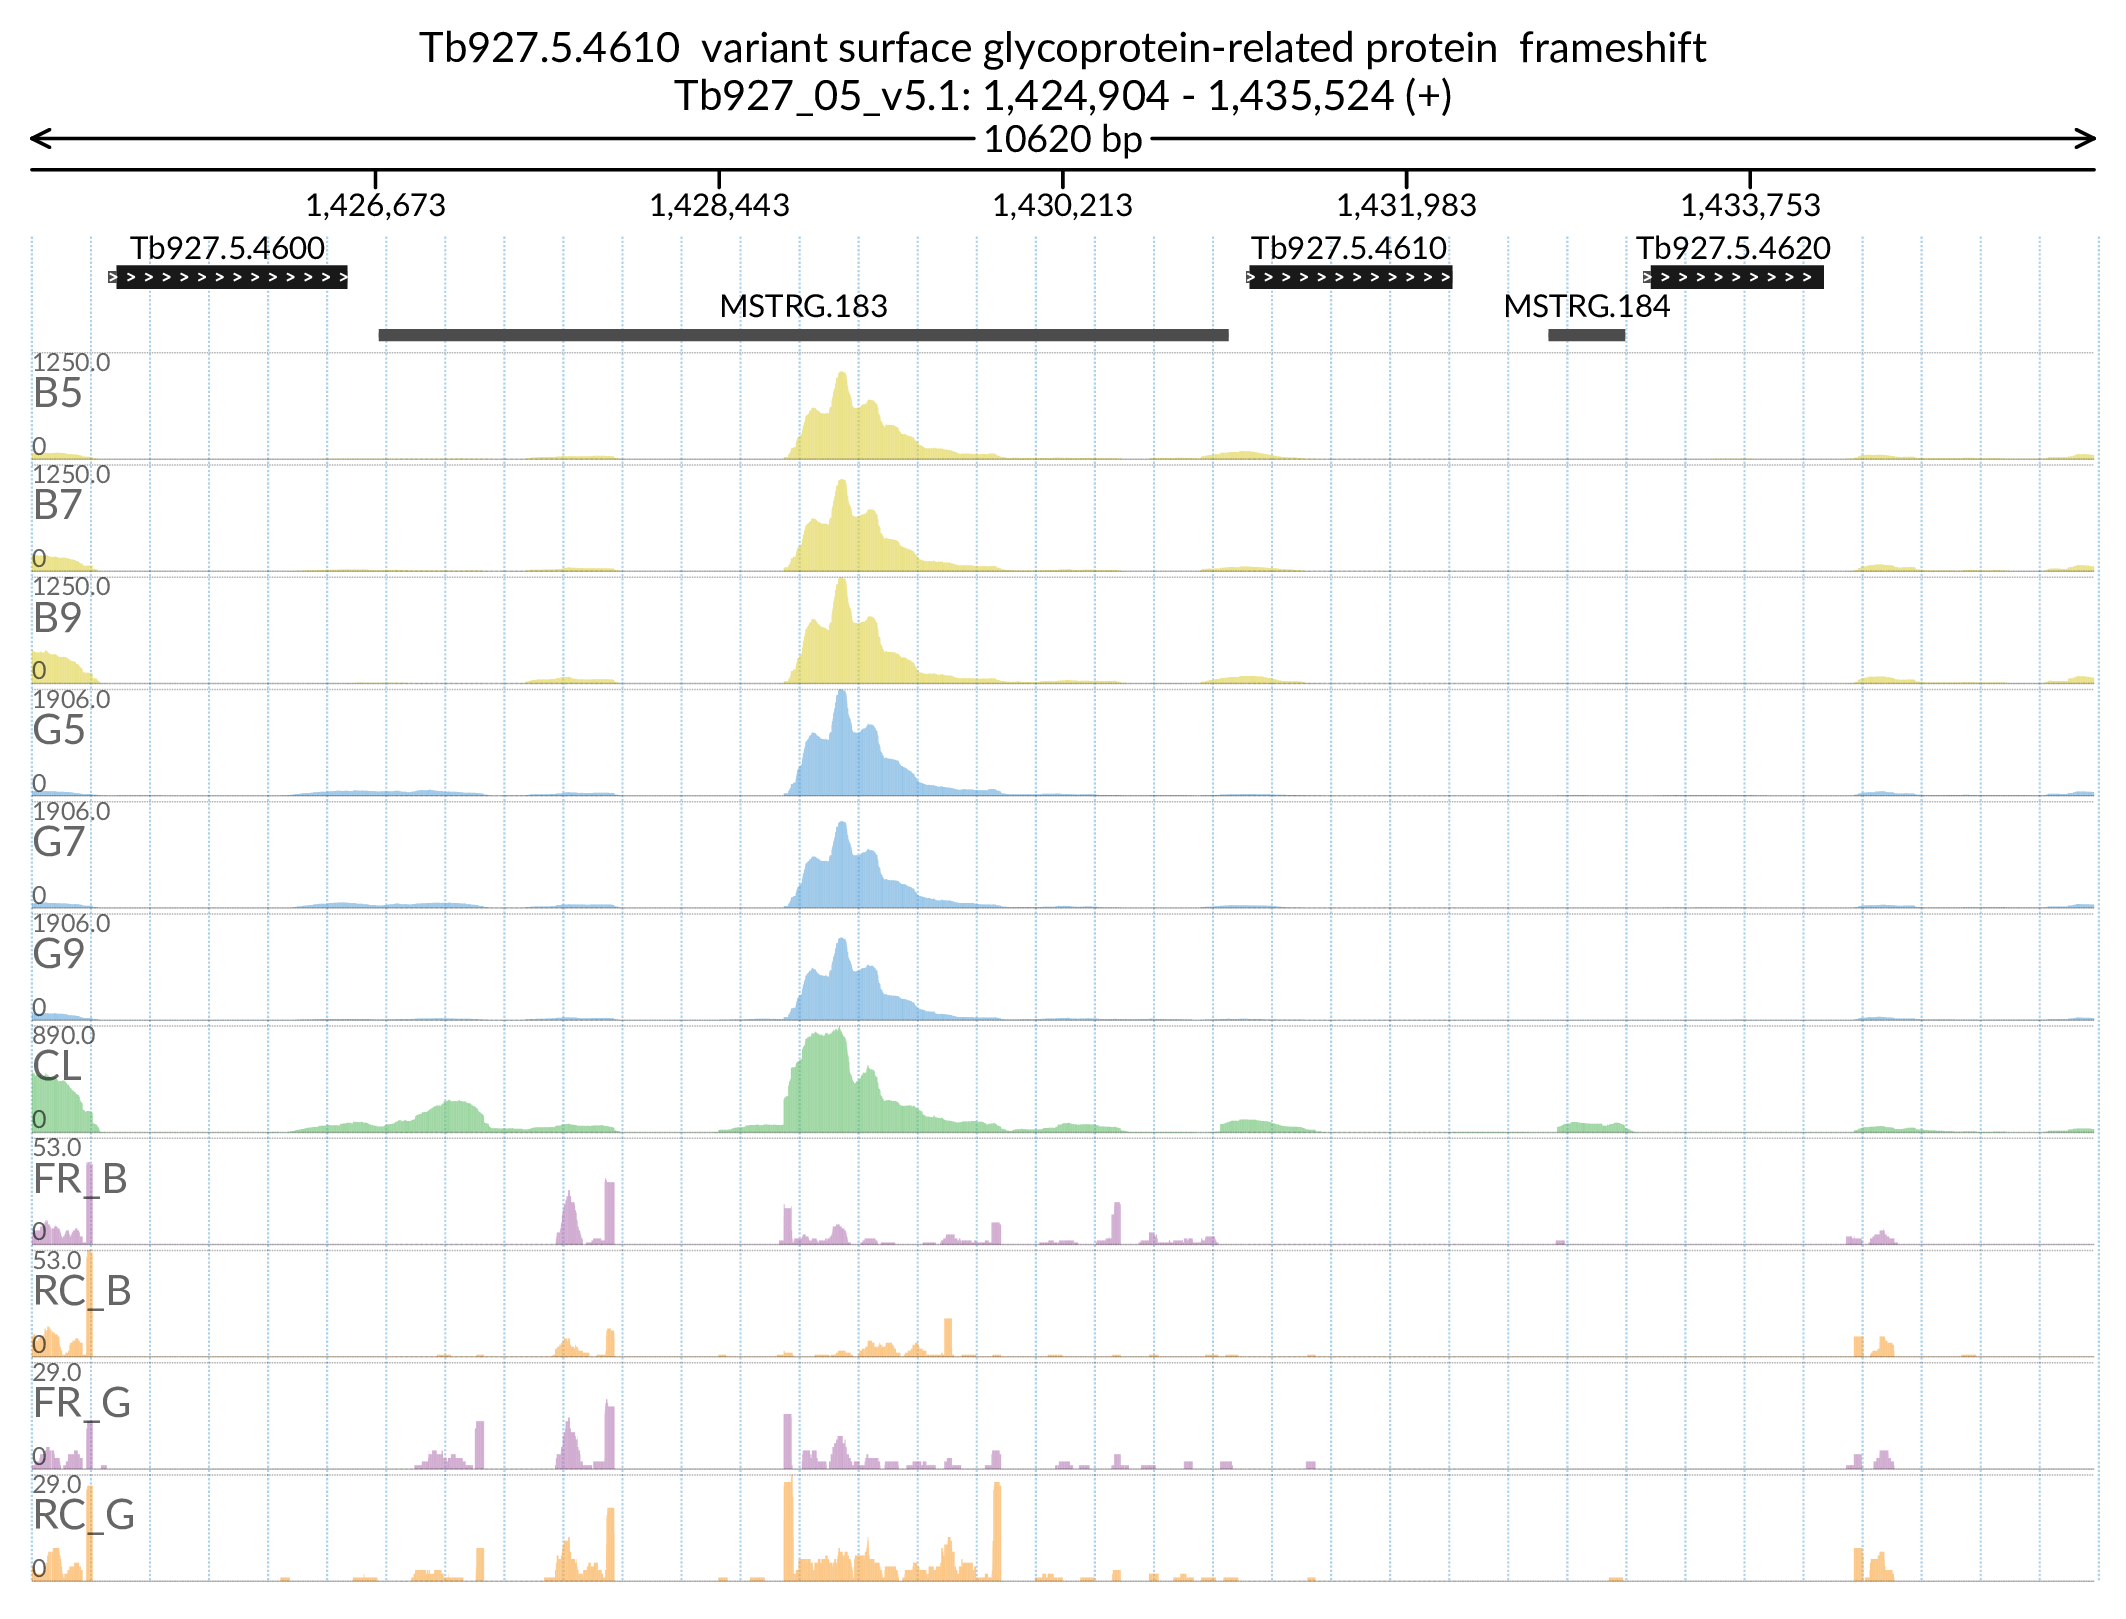 Tb927.5.4610  variant surface glycoprotein-related protein  frameshift
Tb927_05_v5.1: 1,424,904 - 1,435,524 (+)
10620 bp
1,426,673 1,428,443 1,430,213 1,431,983 1,433,753
Tb927.5.4600 Tb927.5.4610 Tb927.5.4620
MSTRG.183 MSTRG.184
1250.0
B5
0
1250.0
B7
0
1250.0
B9
0
1906.0
G5
0
1906.0
G7
0
1906.0
G9
0
890.0
CL
0
53.0
FR_B
0
53.0
RC_B
0
29.0
FR_G
0
29.0
RC_G
0